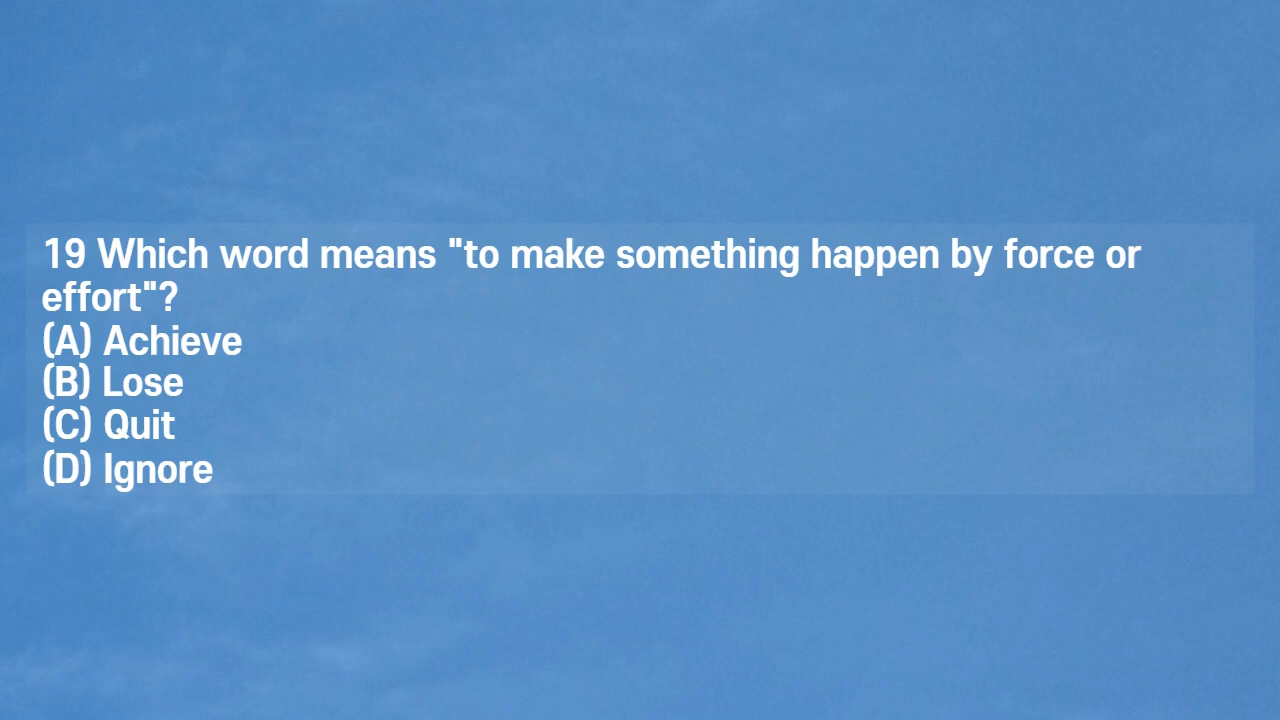 19 Which word means "to make something happen by force or
effort"?
(A) Achieve
(B) Lose
(C) Quit
(D) Ignore